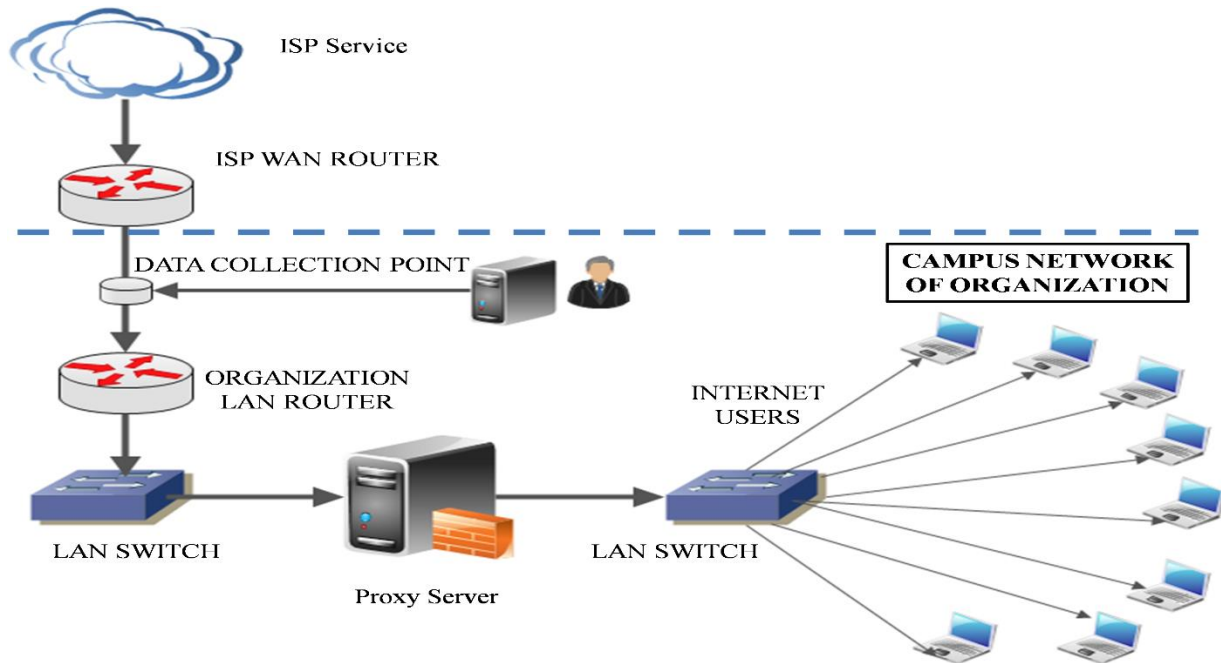 ISP Service
ISP WAN ROUTER
DATA COLLECTION POINT
CAMPUS NETWORK
OF ORGANIZATION
ORGANIZATION
LAN ROUTER
INTERNET
USERS
LAN SWITCH
LAN SWITCH
Proxy Server